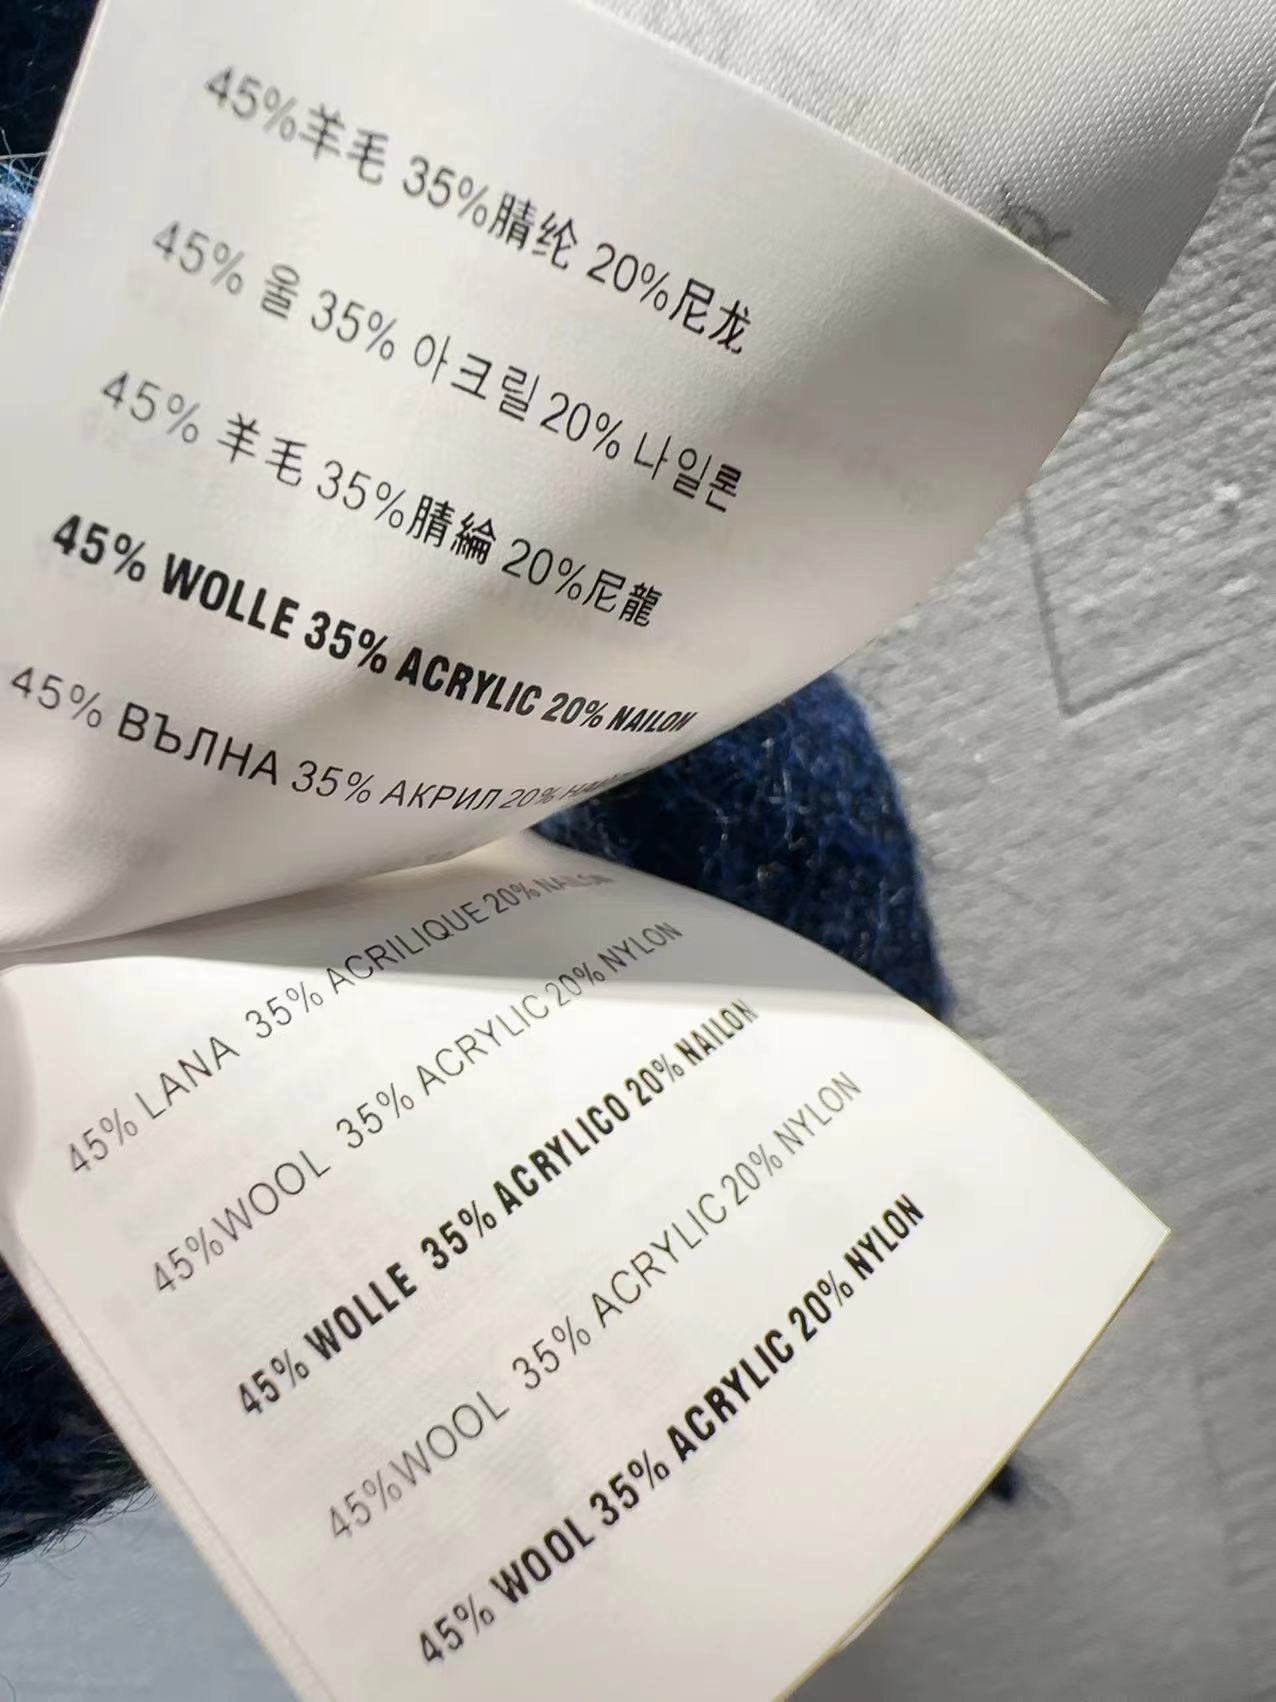 45%羊毛 35%腈纶 20%尼龙
45% 울 35% 아크릴 20% 나일론
45% 羊毛 35%腈綸 20%尼龍
45% WOLLE 35% ACRYLIC 20% NAILON
45% ВЪЛНА 35% АКРИЛ 20%
45% LANA 35% ACRILIQUE 20% NAILON
45%WOOL 35% ACRYLIC 20% NYLON
45% WOLLE 35% ACRYLICO 20% NAILON
45%WOOL 35% ACRYLIC 20% NYLON
45% WOOL 35% ACRYLIC 20% NYLON